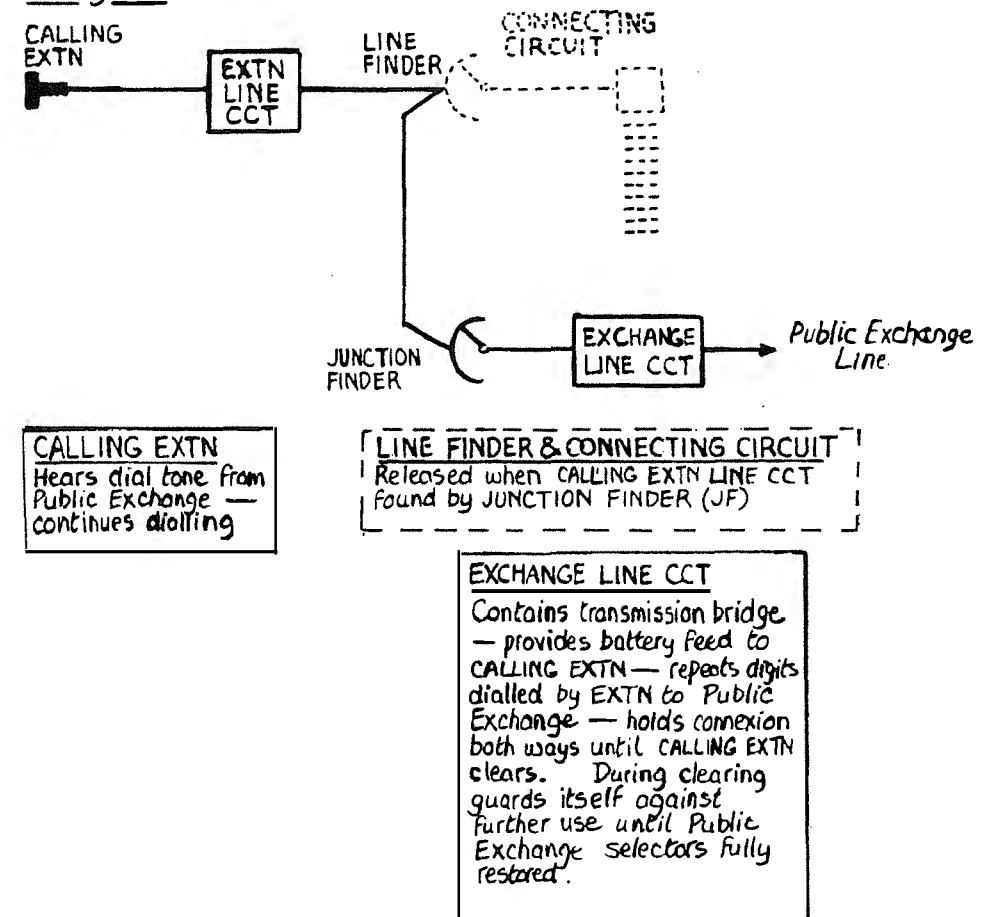 CALLING
EXTN
EXTN
LINE
CCT
LINE
FINDER
CONNECTING
CIRCUIT
JUNCTION
FINDER
EXCHANGE
LINE CCT
Public Exchange
Line.
CALLING EXTN
Hears dial tone from
Public Exchange —
continues dialling
LINE FINDER & CONNECTING CIRCUIT
Released when CALLING EXTN LINE CCT
found by JUNCTION FINDER (JF)
EXCHANGE LINE CCT
Contains transmission bridge
— provides battery feed to
CALLING EXTN — repeats digits
dialled by EXTN to Public
Exchange — holds connexion
both ways until CALLING EXTN
clears. During clearing
guards itself against
further use until Public
Exchange selectors fully
restored.